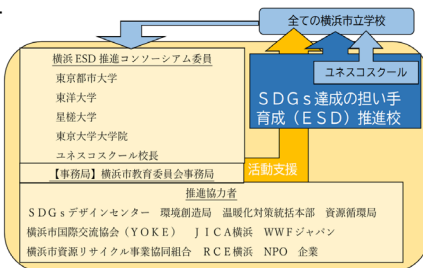 全ての横浜市立学校
ユネスコスクール
SDGs達成の担い手
育成(ESD)推進校
横浜 ESD 推進コンソーシアム委員
東京都市大学
東洋大学
星槎大学
東京大学大学院
ユネスコスクール校長
【事務局】横浜市教育委員会事務局
活動支援
推進協力者
SDGsデザインセンター 環境創造局 温暖化対策統括本部 資源循環局
横浜市国際交流協会(YOKE) JICA横浜 WWFジャパン
横浜市資源リサイクル事業協同組合 RCE横浜 NPO 企業